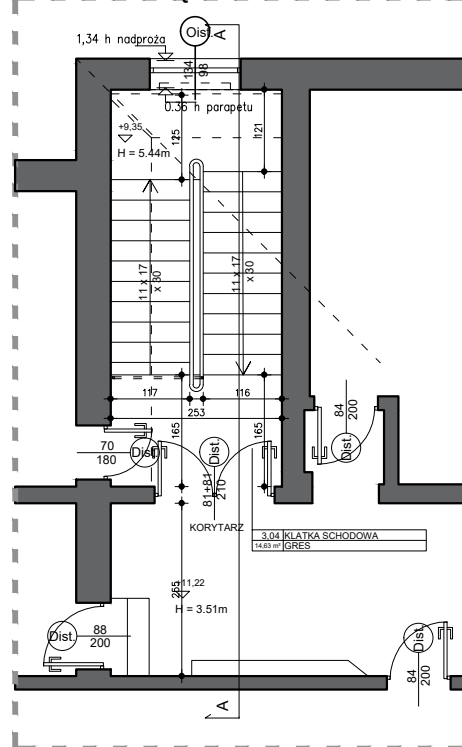 Oist.
A
1,34 h nadproża
134
98
0.36 h parapetu
+9,35
H = 5.44m
125
121
11 x 17
x 30
11 x 17
x 30
117
116
253
165
165
84
200
Dist.
70
180
Dist.
Dist.
81+81
210
KORYTARZ
3,04 KLATKA SCHODOWA
14,63 m² GRES
+11,22
H = 3.51m
265
Dist.
88
200
Dist.
84
200
A